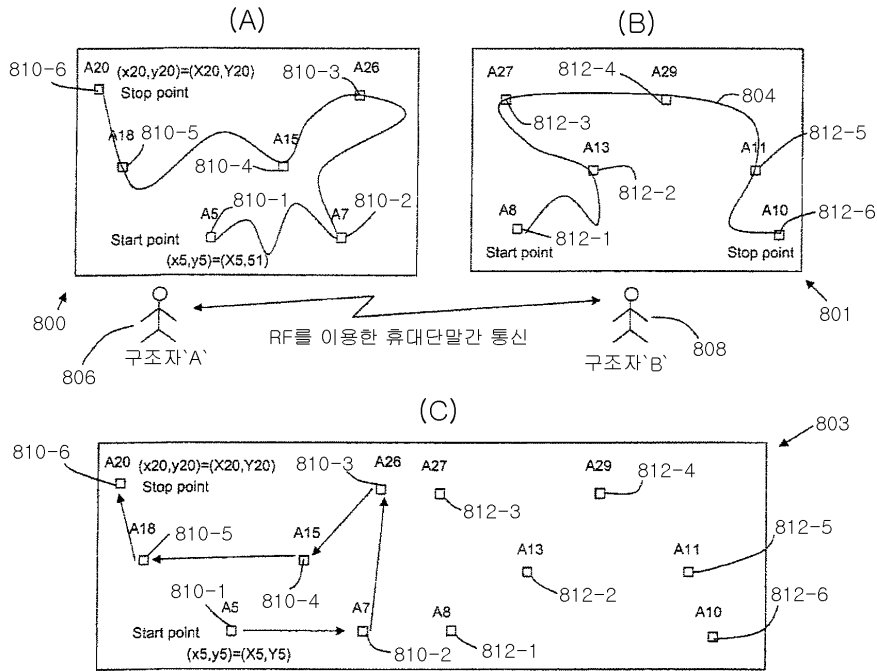 (A)
(B)
810-6
A20
(x20,y20)=(X20,Y20)
810-3
A26
Stop point
A18
810-5
A15
810-4
A5
810-1
A7
810-2
Start point
(x5,y5)=(X5,51)
800
A27
812-4
A29
804
812-3
A13
A11
812-5
812-2
A8
A10
812-6
812-1
Start point
Stop point
801
806
구조자`A`
RF를 이용한 휴대단말간 통신
808
구조자`B`
(C)
803
810-6
A20
(x20,y20)=(X20,Y20)
810-3
A26
A27
A29
812-4
Stop point
812-3
A18
810-5
A15
A13
A11
812-5
810-1
A5
810-4
812-2
A7
A8
A10
812-6
Start point
810-2
812-1
(x5,y5)=(X5,Y5)